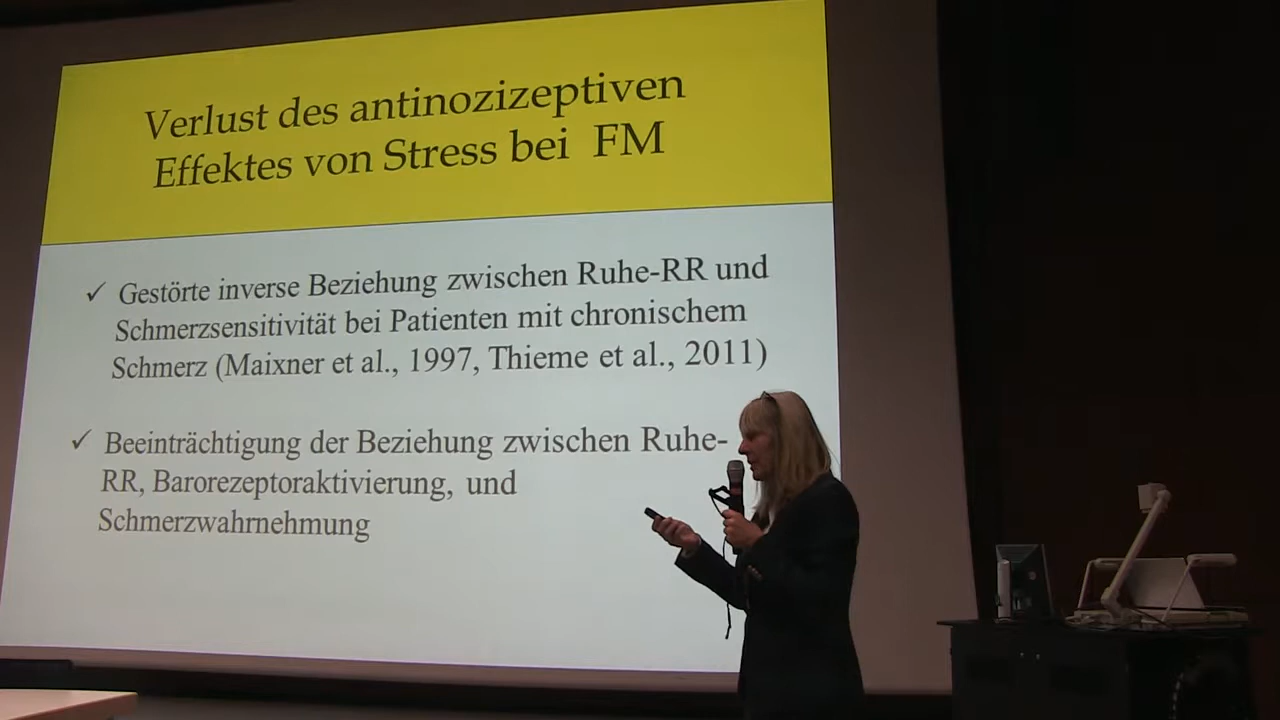 Verlust des antinozizeptiven
Effektes von Stress bei FM
✓ Gestörte inverse Beziehung zwischen Ruhe-RR und
Schmerzsensitivität bei Patienten mit chronischem
Schmerz (Maixner et al., 1997, Thieme et al., 2011)
✓ Beeinträchtigung der Beziehung zwischen Ruhe-
RR, Barorezeptoraktivierung, und
Schmerzwahrnehmung